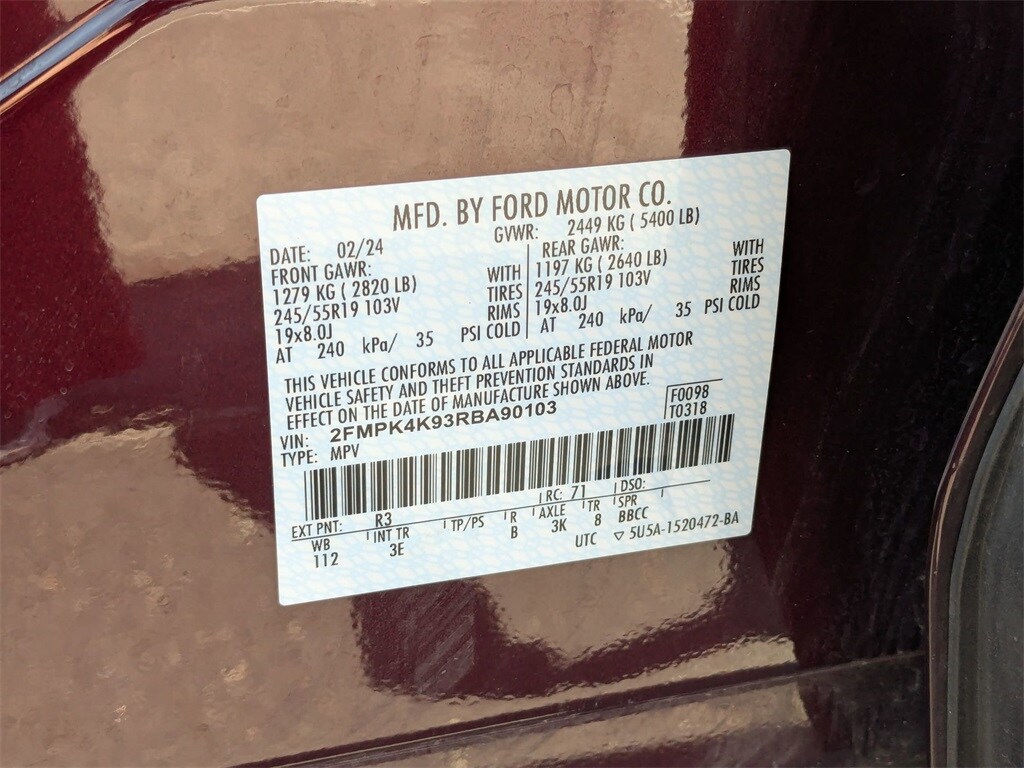 MFD. BY FORD MOTOR CO.
DATE: 02/24 GVWR: 2449 KG ( 5400 LB)
FRONT GAWR: WITH REAR GAWR: WITH
1279 KG ( 2820 LB) TIRES 1197 KG ( 2640 LB) TIRES
245/55R19 103V RIMS 245/55R19 103V RIMS
19x8.0J 19x8.0J
AT 240 kPa/ 35 PSI COLD AT 240 kPa/ 35 PSI COLD
THIS VEHICLE CONFORMS TO ALL APPLICABLE FEDERAL MOTOR
VEHICLE SAFETY AND THEFT PREVENTION STANDARDS IN
EFFECT ON THE DATE OF MANUFACTURE SHOWN ABOVE.
F0098
VIN: 2FMPK4K93RBA90103 T0318
TYPE: MPV
EXT PNT: R3 RC: 71 DSO:
WB INT TR TP/PS R AXLE TR SPR
112 3E B 3K 8 BBCC
UTC ▽ 5U5A-1520472-BA